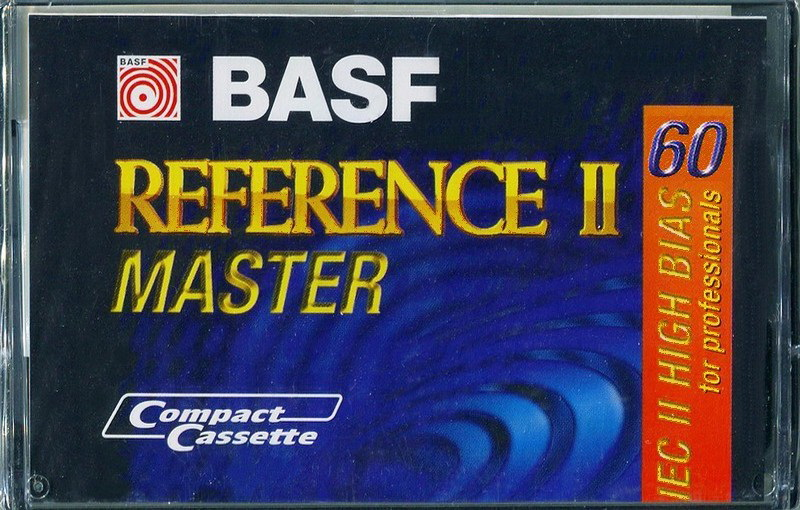 BASF
BASF
REFERENCE II
MASTER
Compact
Cassette
60
IEC II HIGH BIAS
for professionals